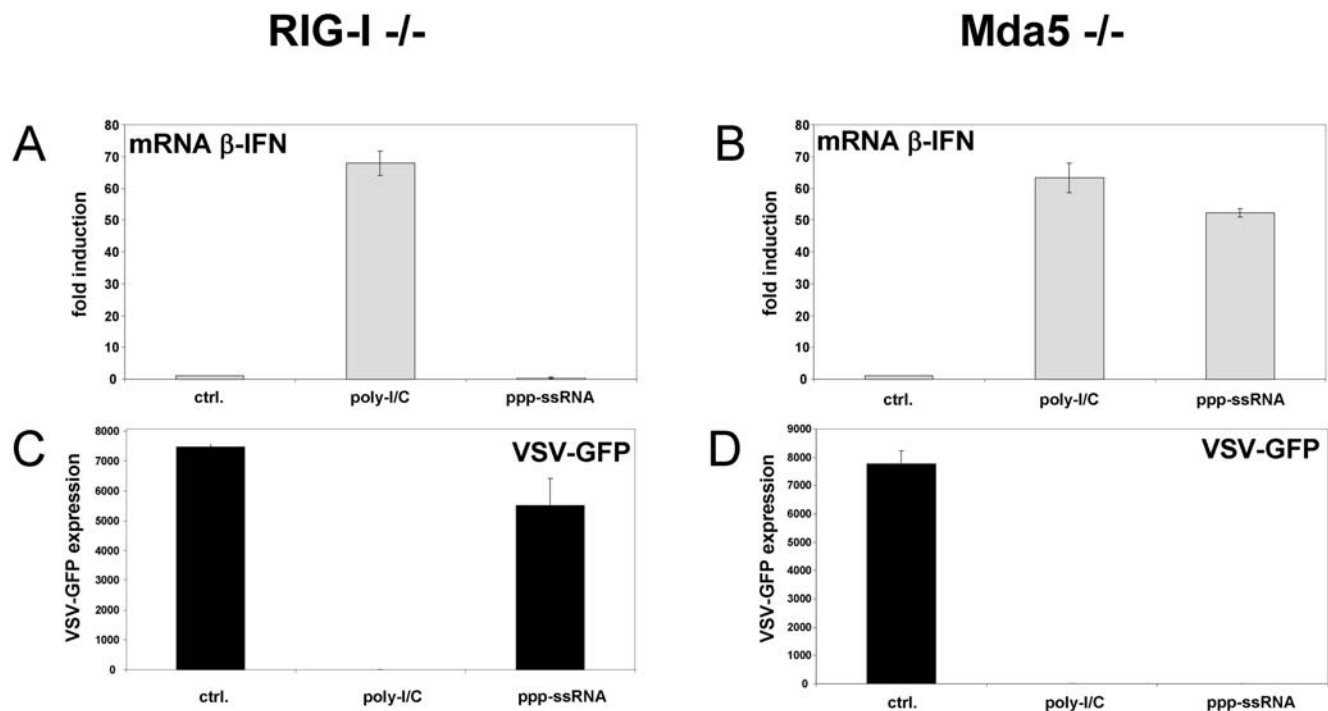 RIG-I -/-
Mda5 -/-
A
mRNA β-IFN
fold induction
80
70
60
50
40
30
20
10
0
ctrl.
poly-I/C
ppp-ssRNA
B
mRNA β-IFN
fold induction
80
70
60
50
40
30
20
10
0
ctrl.
poly-I/C
ppp-ssRNA
C
VSV-GFP
VSV-GFP expression
8000
7000
6000
5000
4000
3000
2000
1000
0
ctrl.
poly-I/C
ppp-ssRNA
D
VSV-GFP
VSV-GFP expression
9000
8000
7000
6000
5000
4000
3000
2000
1000
0
ctrl.
poly-I/C
ppp-ssRNA